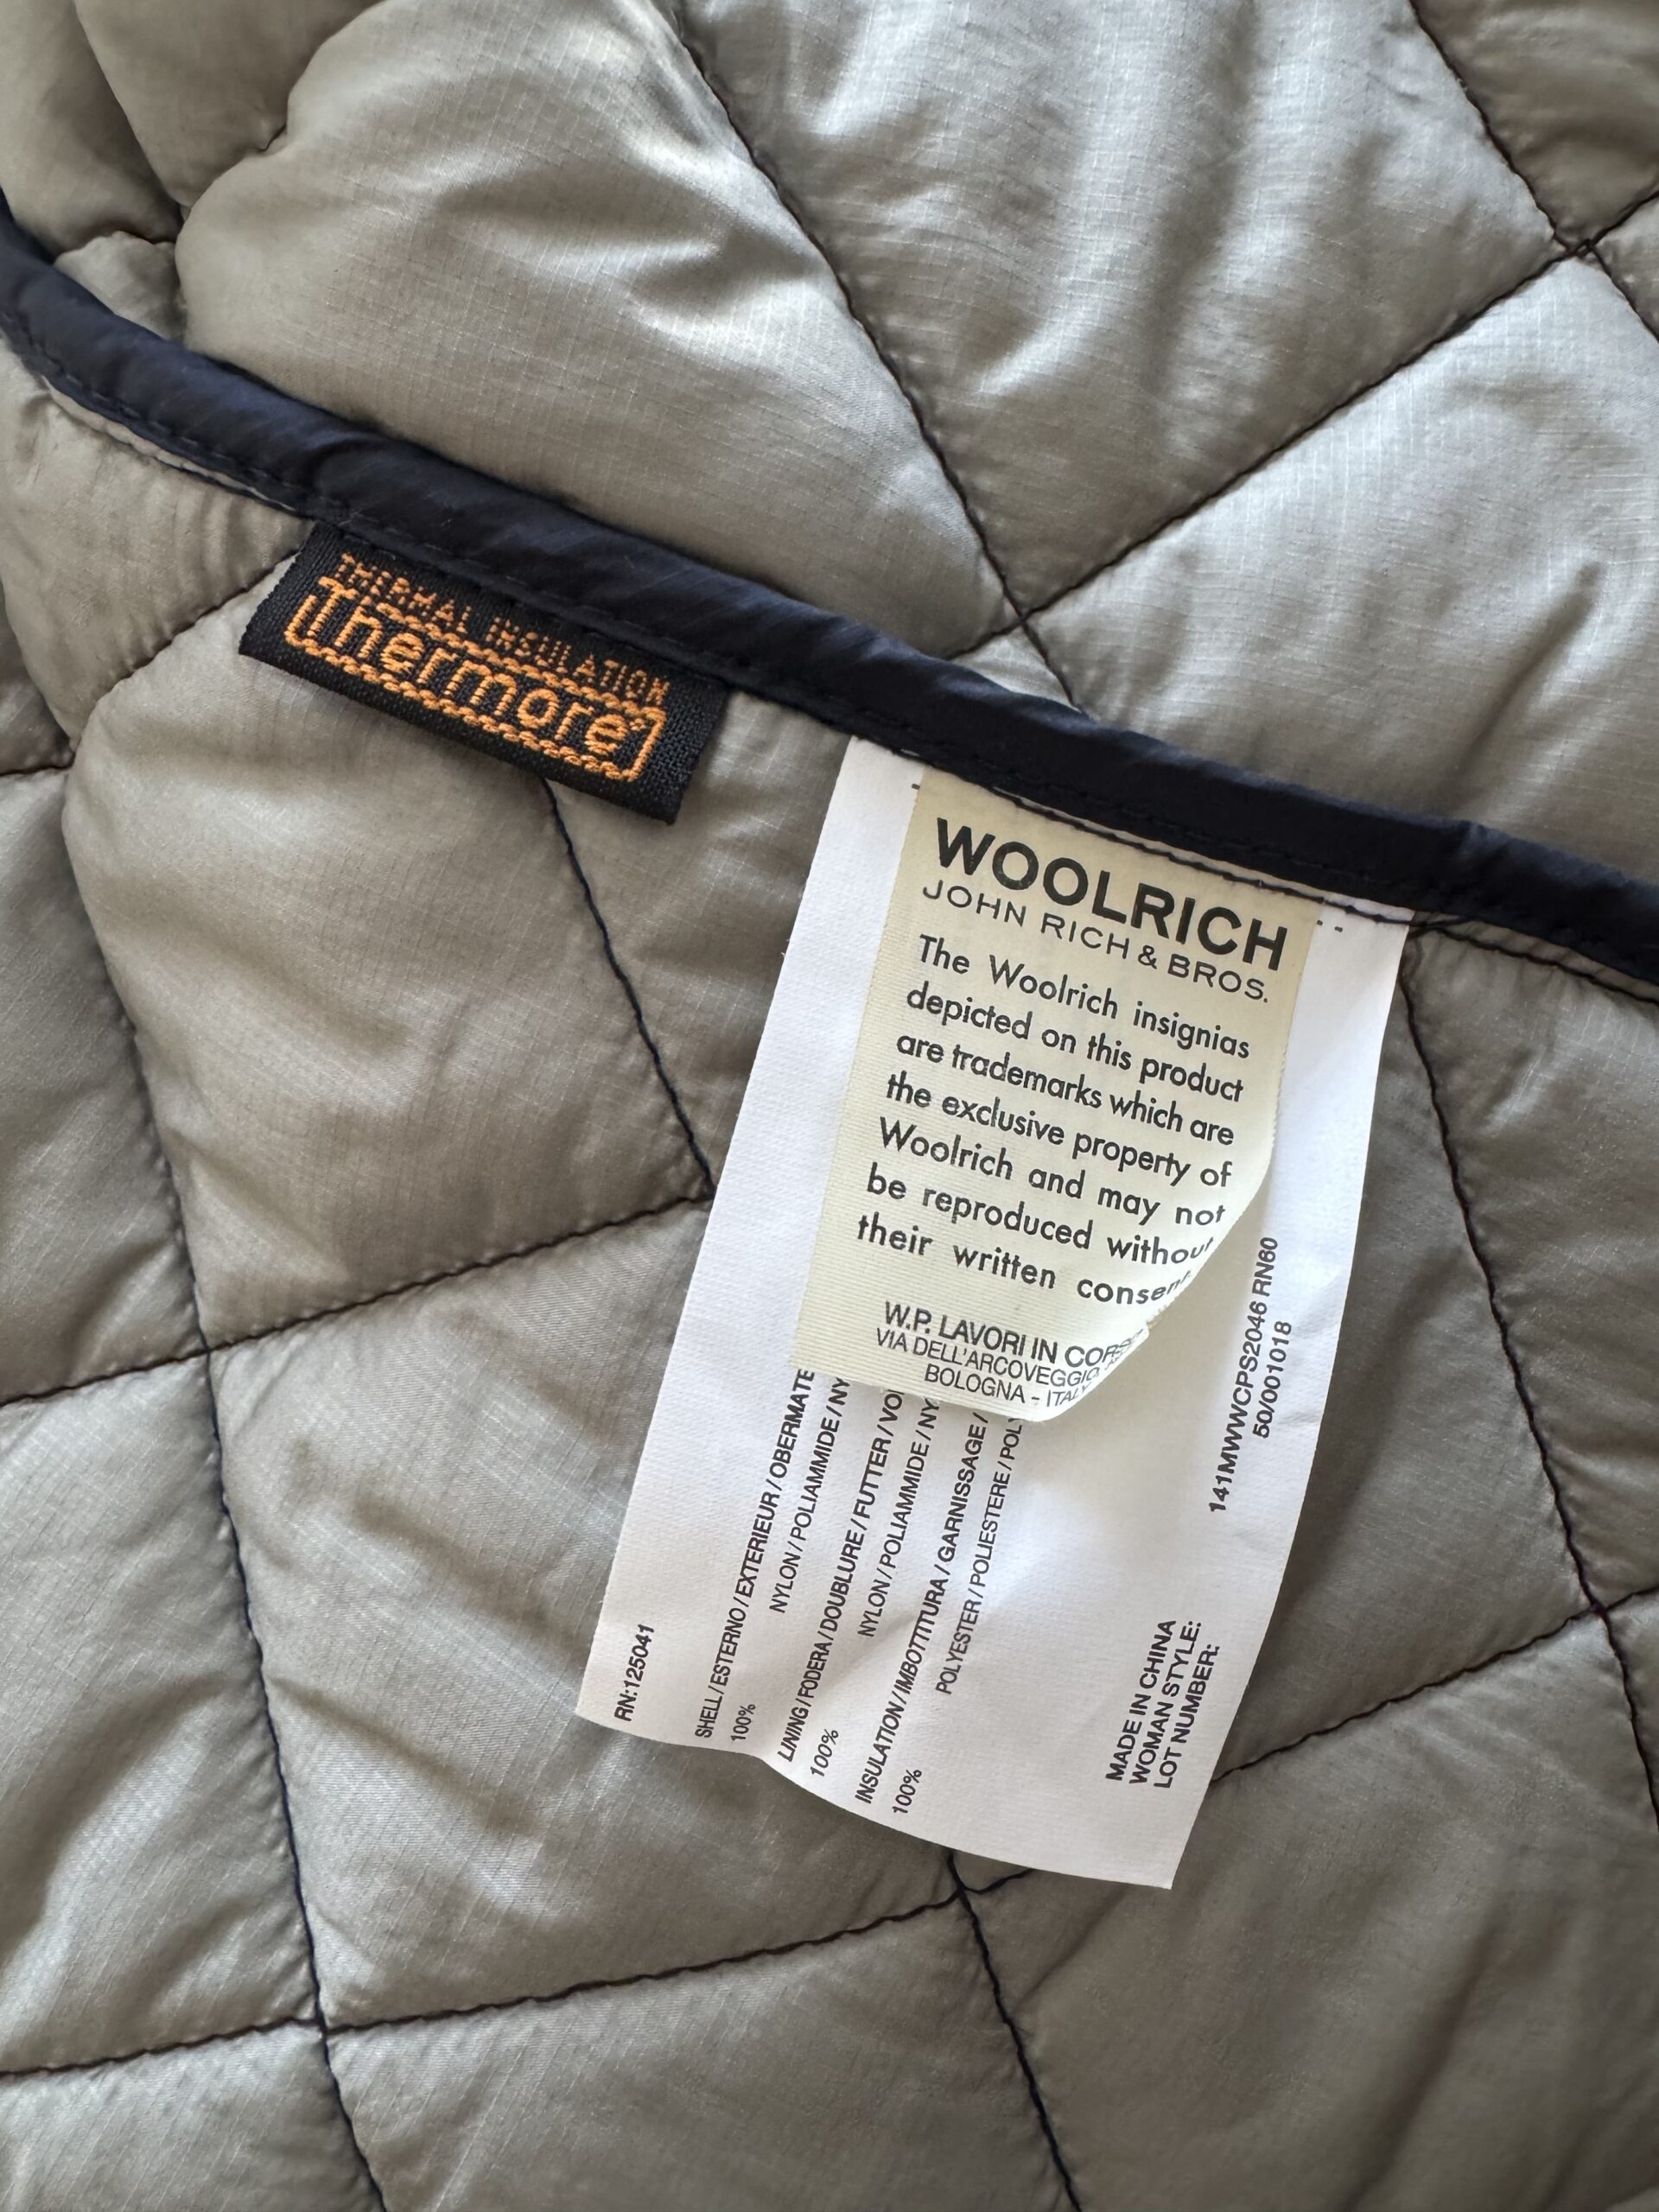 THERMAL INSULATION
Thermore®
WOOLRICH
JOHN RICH & BROS.
The Woolrich insignias
depicted on this product
are trademarks which are
the exclusive property of
Woolrich and may not
be reproduced without
their written consent
W.P. LAVORI IN CORSO
VIA DELL'ARCOVEGGIO
BOLOGNA - ITALY
RN:125041
SHELL/ESTERNO/EXTERIEUR/OBERMATE
100% NYLON/POLIAMMIDE/NY
LINING/FODERA/DOUBLURE/FUTTER/VO
100% NYLON/POLIAMMIDE/NY
INSULATION/IMBOTTITURA/GARNISSAGE/
100% POLYESTER/POLIESTERE/POLY
MADE IN CHINA
WOMAN STYLE: 141MWWCPS2046 RN60
LOT NUMBER: 50/001018